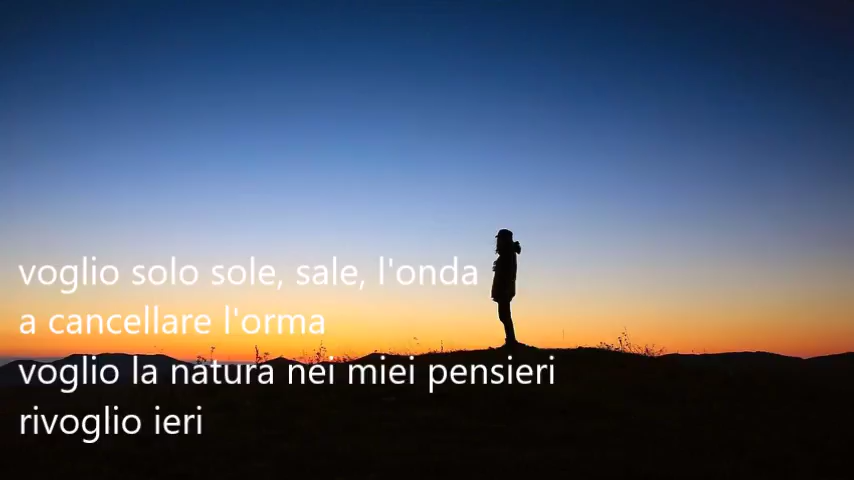 voglio solo sole, sale, l'onda
a cancellare l'orma
voglio la natura nei miei pensieri
rivoglio ieri